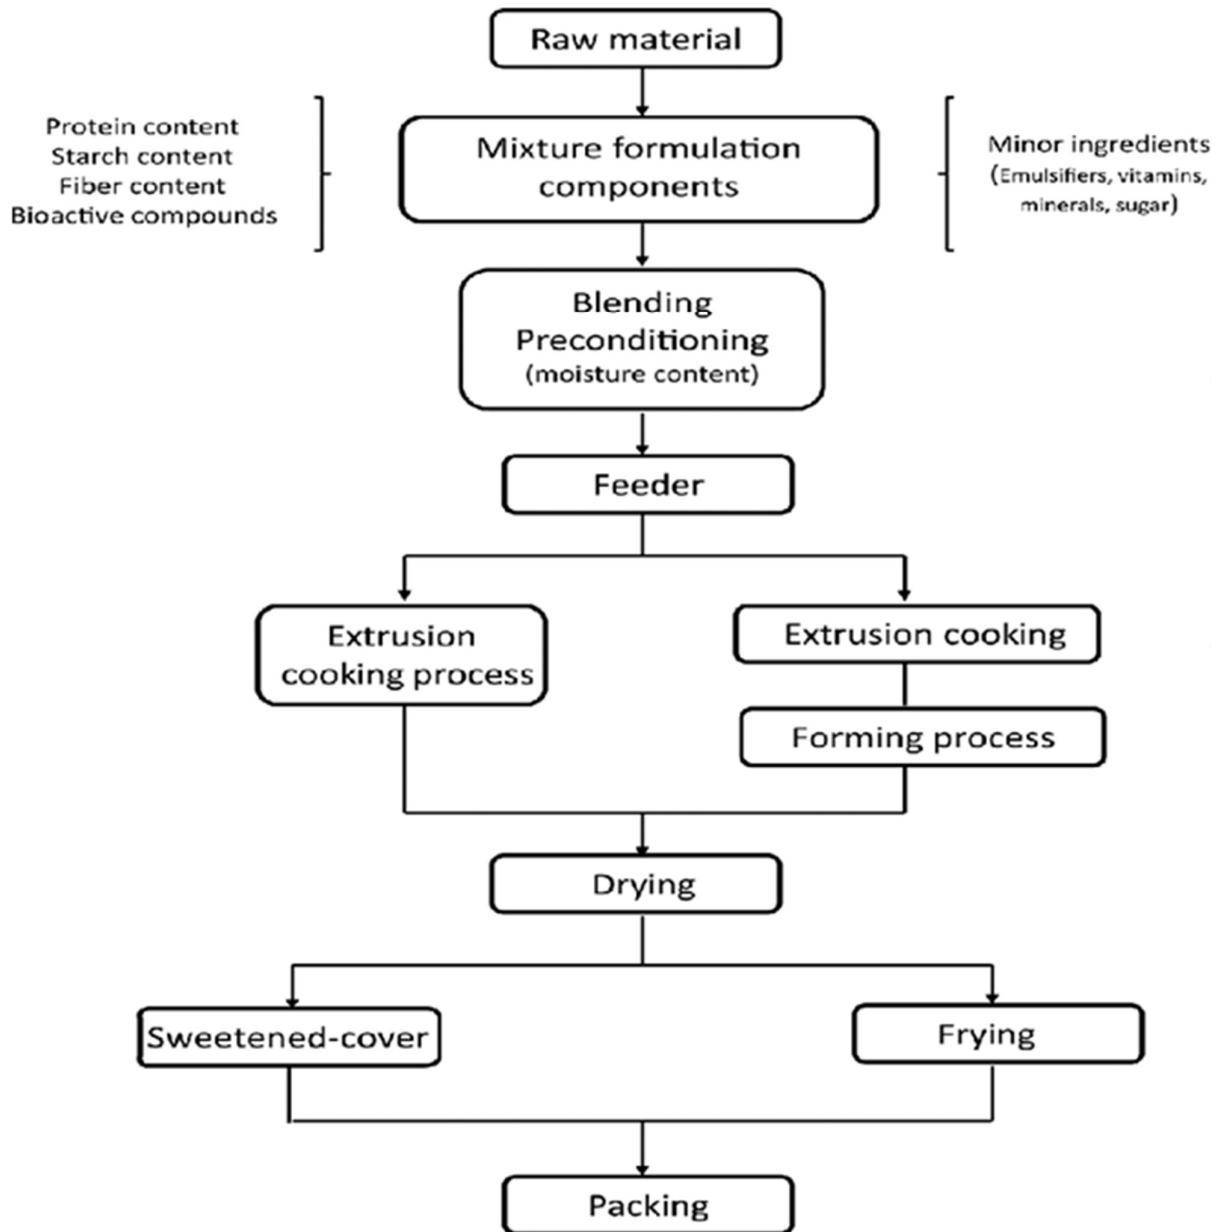 Raw material
Protein content
Starch content
Fiber content
Bioactive compounds
Mixture formulation
components
Minor ingredients
(Emulsifiers, vitamins,
minerals, sugar)
Blending
Preconditioning
(moisture content)
Feeder
Extrusion
cooking process
Extrusion cooking
Forming process
Drying
Sweetened-cover
Frying
Packing